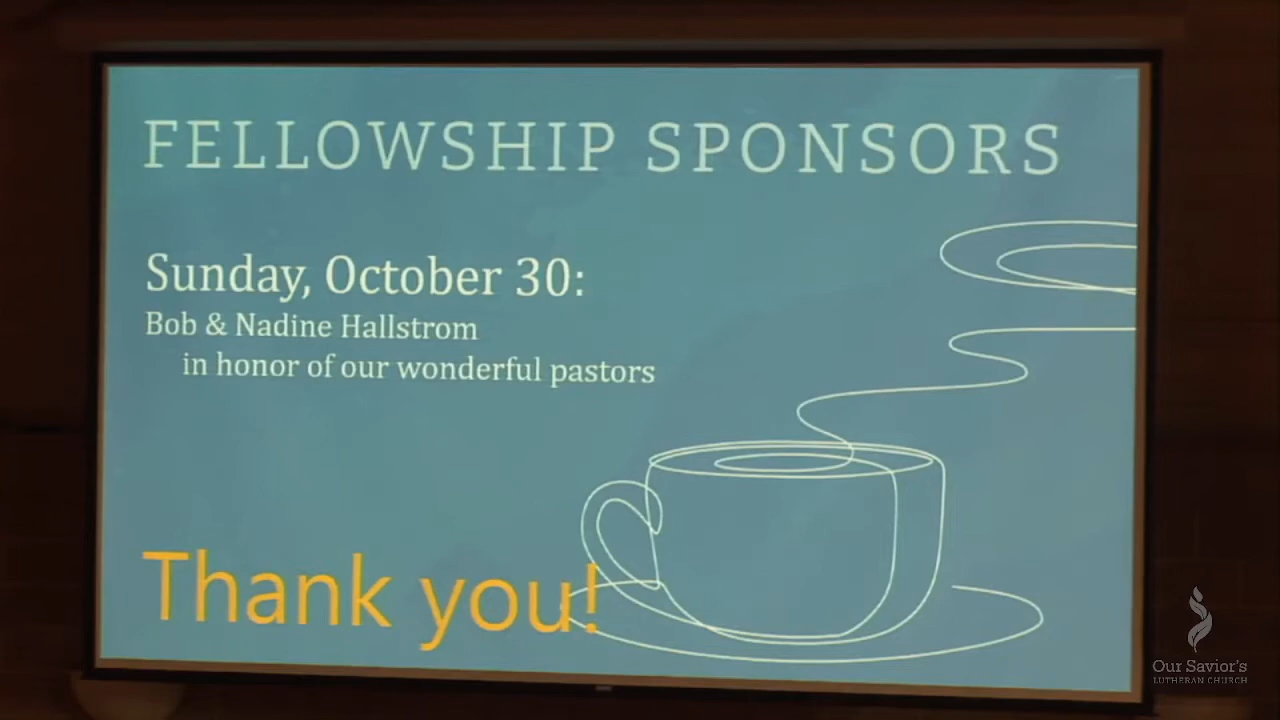 FELLOWSHIP SPONSORS
Sunday, October 30:
Bob & Nadine Hallstrom
in honor of our wonderful pastors
Thank you!
Our Savior's
LUTHERAN CHURCH